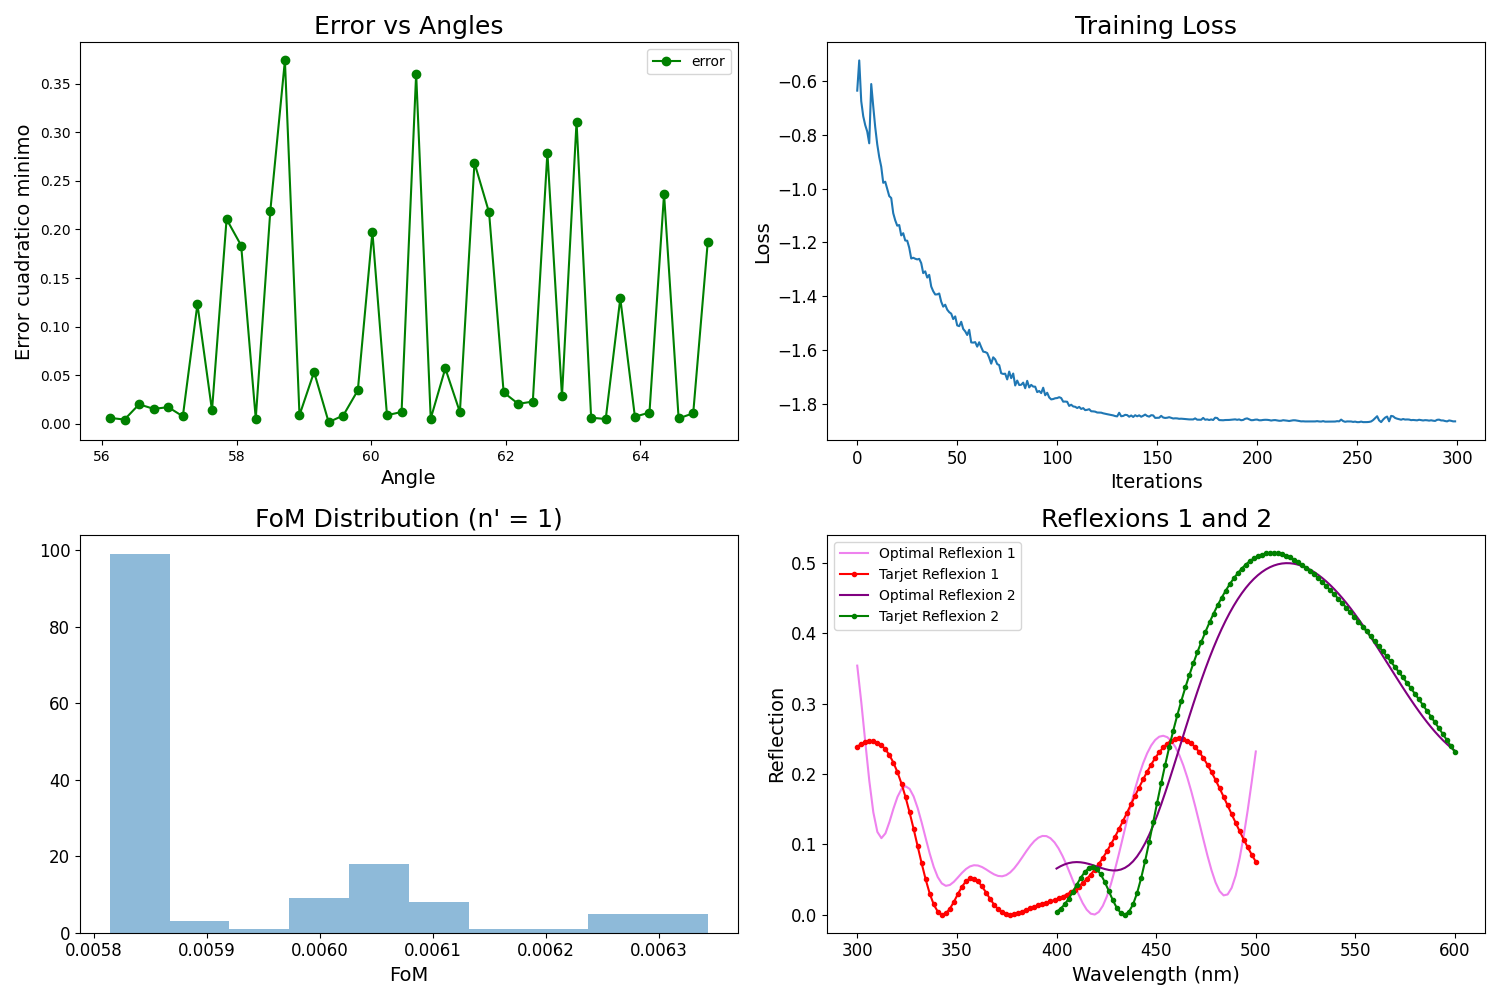 Error vs Angles
error
Error cuadratico minimo
0.35
0.30
0.25
0.20
0.15
0.10
0.05
0.00
56 58 60 62 64
Angle
Training Loss
Loss
−0.6
−0.8
−1.0
−1.2
−1.4
−1.6
−1.8
0 50 100 150 200 250 300
Iterations
FoM Distribution (n' = 1)
100
80
60
40
20
0
0.0058 0.0059 0.0060 0.0061 0.0062 0.0063
FoM
Reflexions 1 and 2
Optimal Reflexion 1
Tarjet Reflexion 1
Optimal Reflexion 2
Tarjet Reflexion 2
Reflection
0.5
0.4
0.3
0.2
0.1
0.0
300 350 400 450 500 550 600
Wavelength (nm)